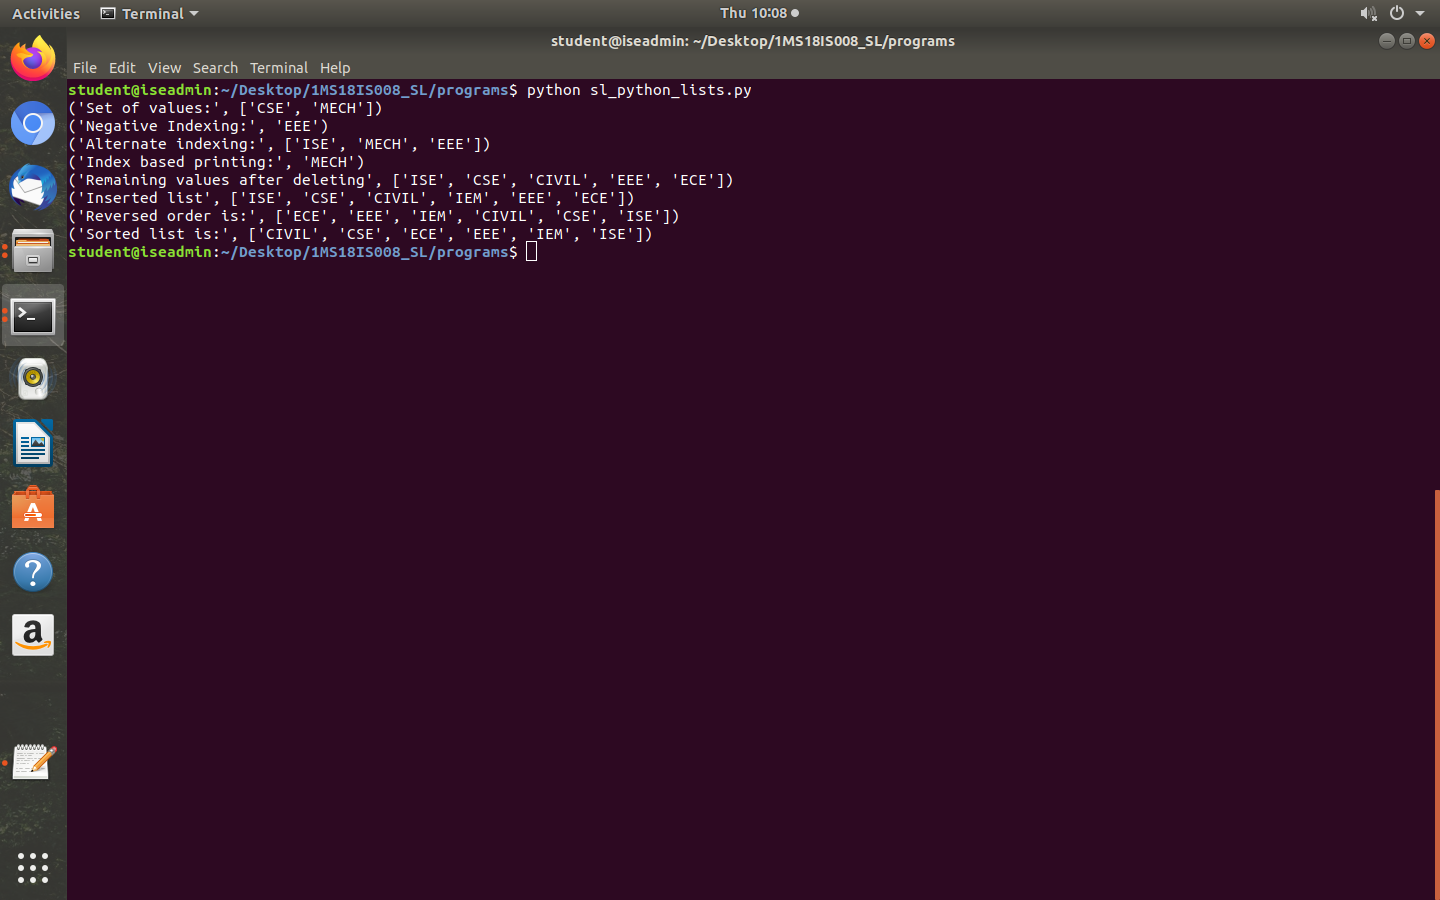 Activities Terminal Thu 10:08
student@iseadmin: ~/Desktop/1MS18IS008_SL/programs
File Edit View Search Terminal Help
student@iseadmin:~/Desktop/1MS18IS008_SL/programs$ python sl_python_lists.py
('Set of values:', ['CSE', 'MECH'])
('Negative Indexing:', 'EEE')
('Alternate indexing:', ['ISE', 'MECH', 'EEE'])
('Index based printing:', 'MECH')
('Remaining values after deleting', ['ISE', 'CSE', 'CIVIL', 'EEE', 'ECE'])
('Inserted list', ['ISE', 'CSE', 'CIVIL', 'IEM', 'EEE', 'ECE'])
('Reversed order is:', ['ECE', 'EEE', 'IEM', 'CIVIL', 'CSE', 'ISE'])
('Sorted list is:', ['CIVIL', 'CSE', 'ECE', 'EEE', 'IEM', 'ISE'])
student@iseadmin:~/Desktop/1MS18IS008_SL/programs$